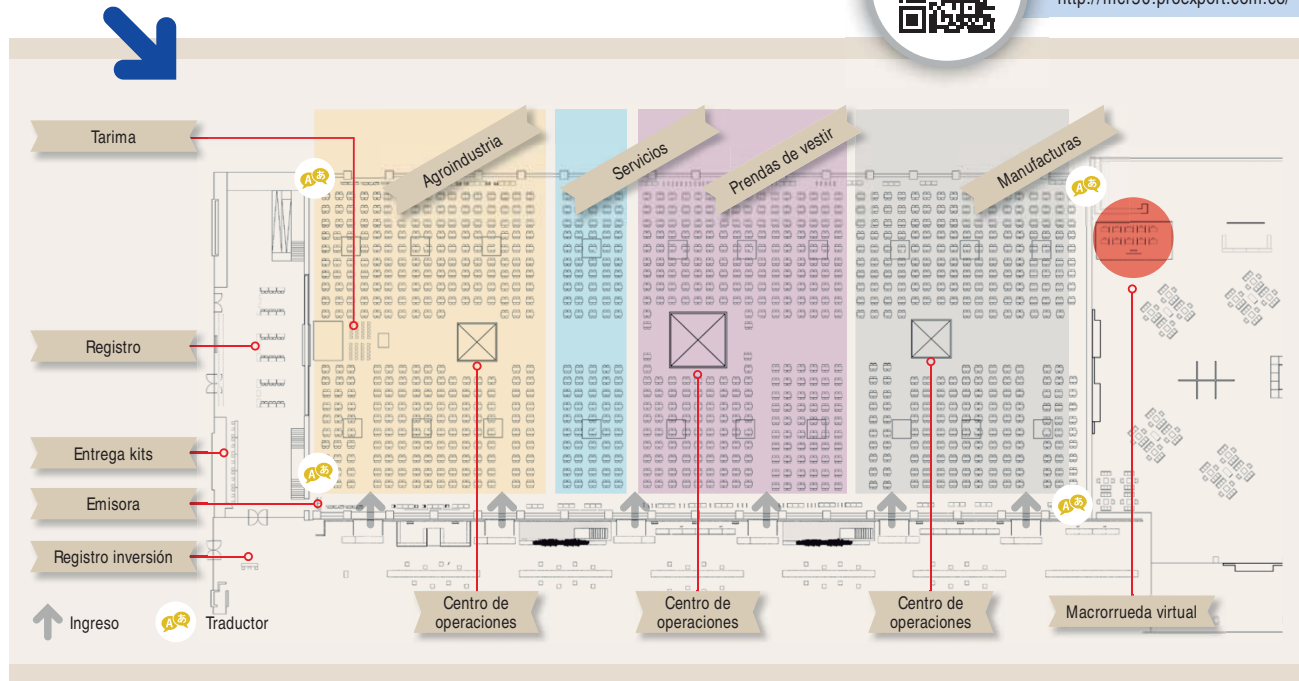 Tarima
Agroindustria
Servicios
Prendas de vestir
Manufacturas
Registro
Entrega kits
Emisora
Registro inversión
Ingreso
Traductor
Centro de
operaciones
Centro de
operaciones
Centro de
operaciones
Macrorrueda virtual